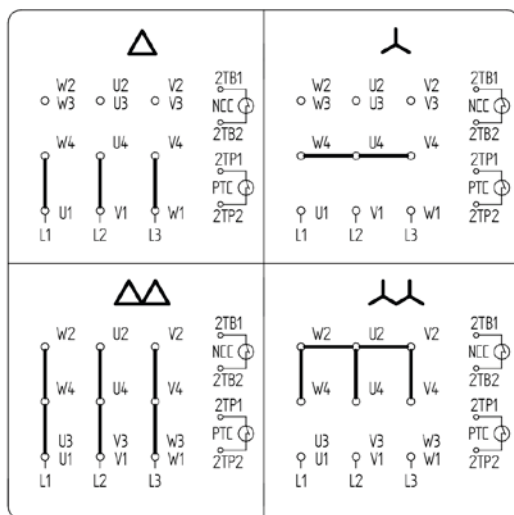 W2 U2 V2 2TB1
W3 U3 V3 NCC
2TB2
W4 U4 V4 2TP1
PTC
U1 V1 W1 2TP2
L1 L2 L3
W2 U2 V2 2TB1
W3 U3 V3 NCC
2TB2
W4 U4 V4 2TP1
PTC
U1 V1 W1 2TP2
L1 L2 L3
W2 U2 V2 2TB1
NCC
2TB2
W4 U4 V4 2TP1
U3 V3 W3 PTC
U1 V1 W1 2TP2
L1 L2 L3
W2 U2 V2 2TB1
NCC
2TB2
W4 U4 V4 2TP1
U3 V3 W3 PTC
U1 V1 W1 2TP2
L1 L2 L3